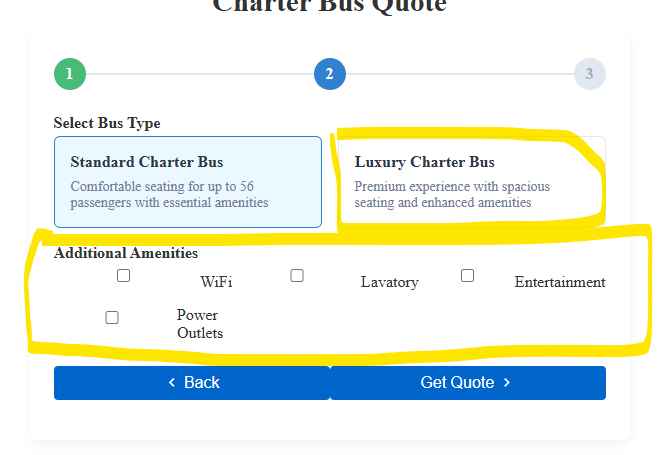 Charter Bus Quote
1 2 3
Select Bus Type
Standard Charter Bus
Comfortable seating for up to 56
passengers with essential amenities
Luxury Charter Bus
Premium experience with spacious
seating and enhanced amenities
Additional Amenities
WiFi Lavatory Entertainment
Power
Outlets
‹ Back Get Quote ›